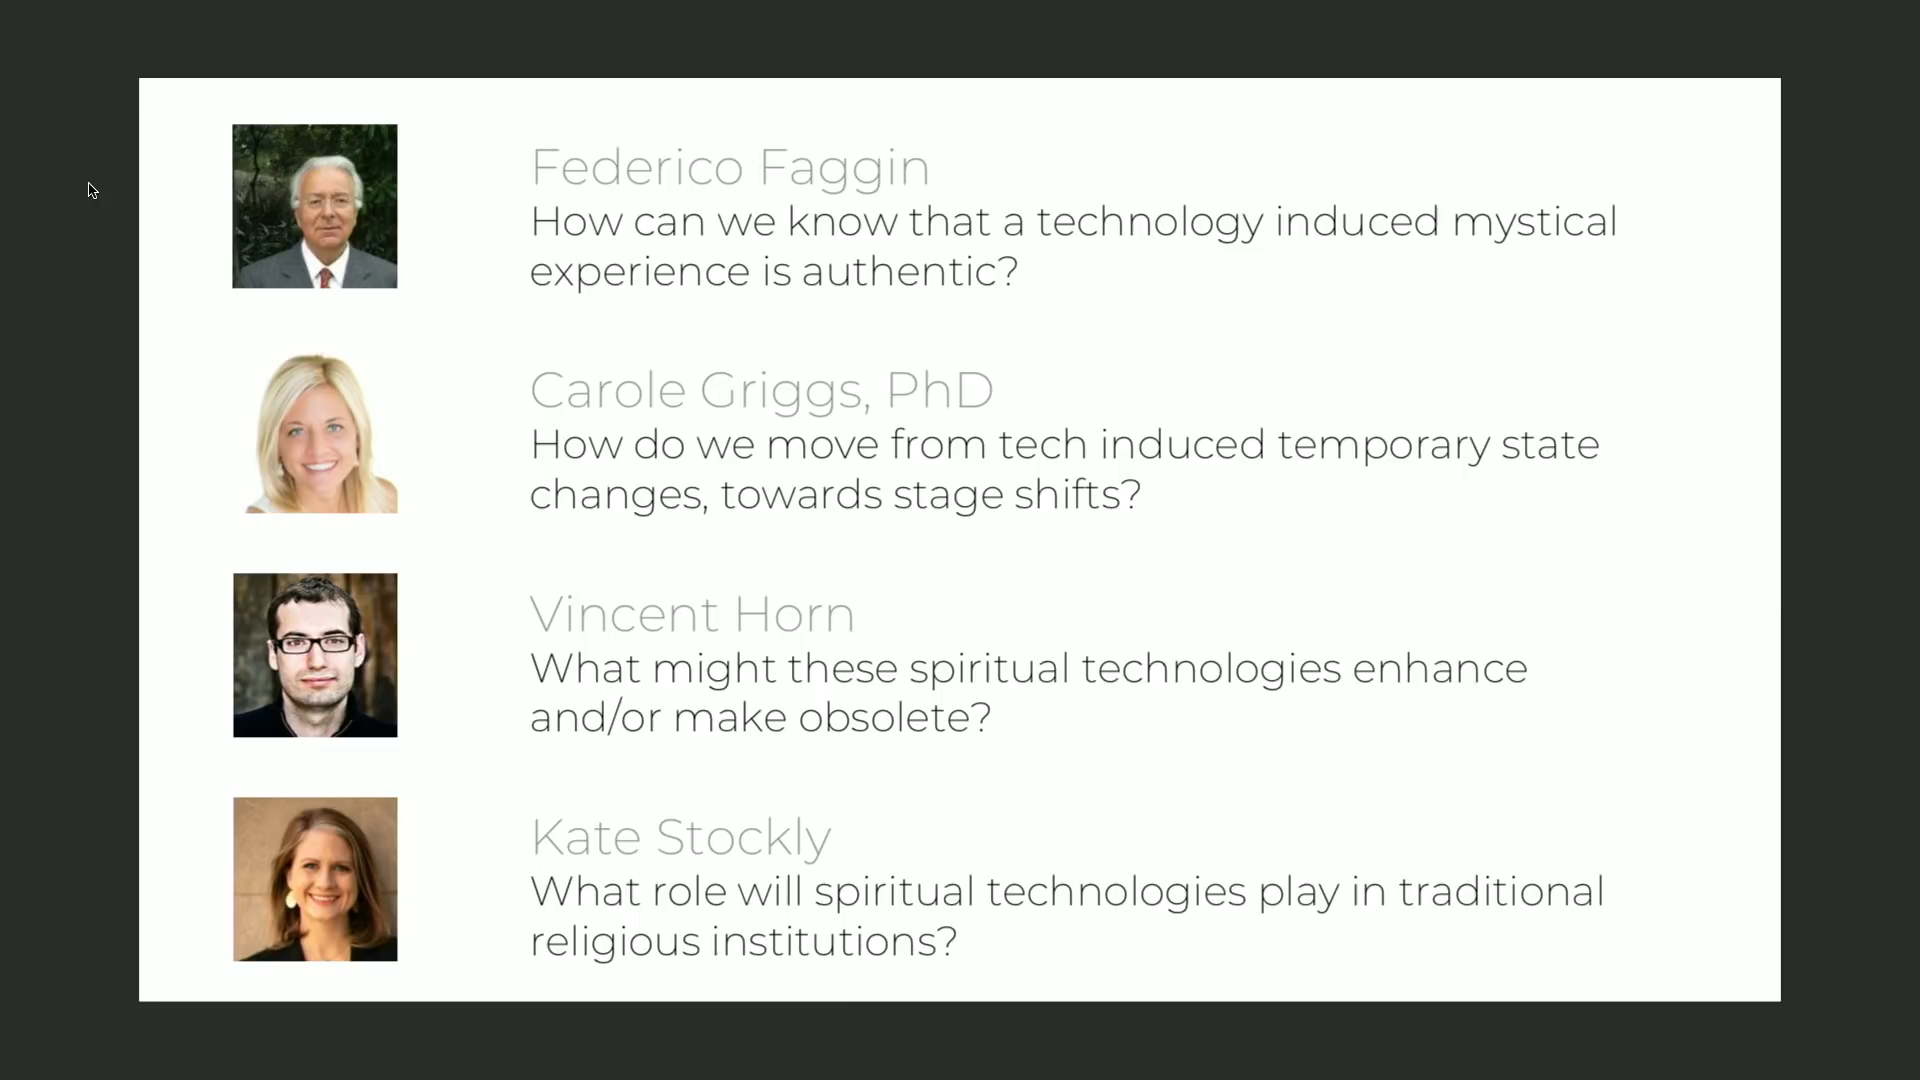 Federico Faggin
How can we know that a technology induced mystical
experience is authentic?
Carole Griggs, PhD
How do we move from tech induced temporary state
changes, towards stage shifts?
Vincent Horn
What might these spiritual technologies enhance
and/or make obsolete?
Kate Stockly
What role will spiritual technologies play in traditional
religious institutions?